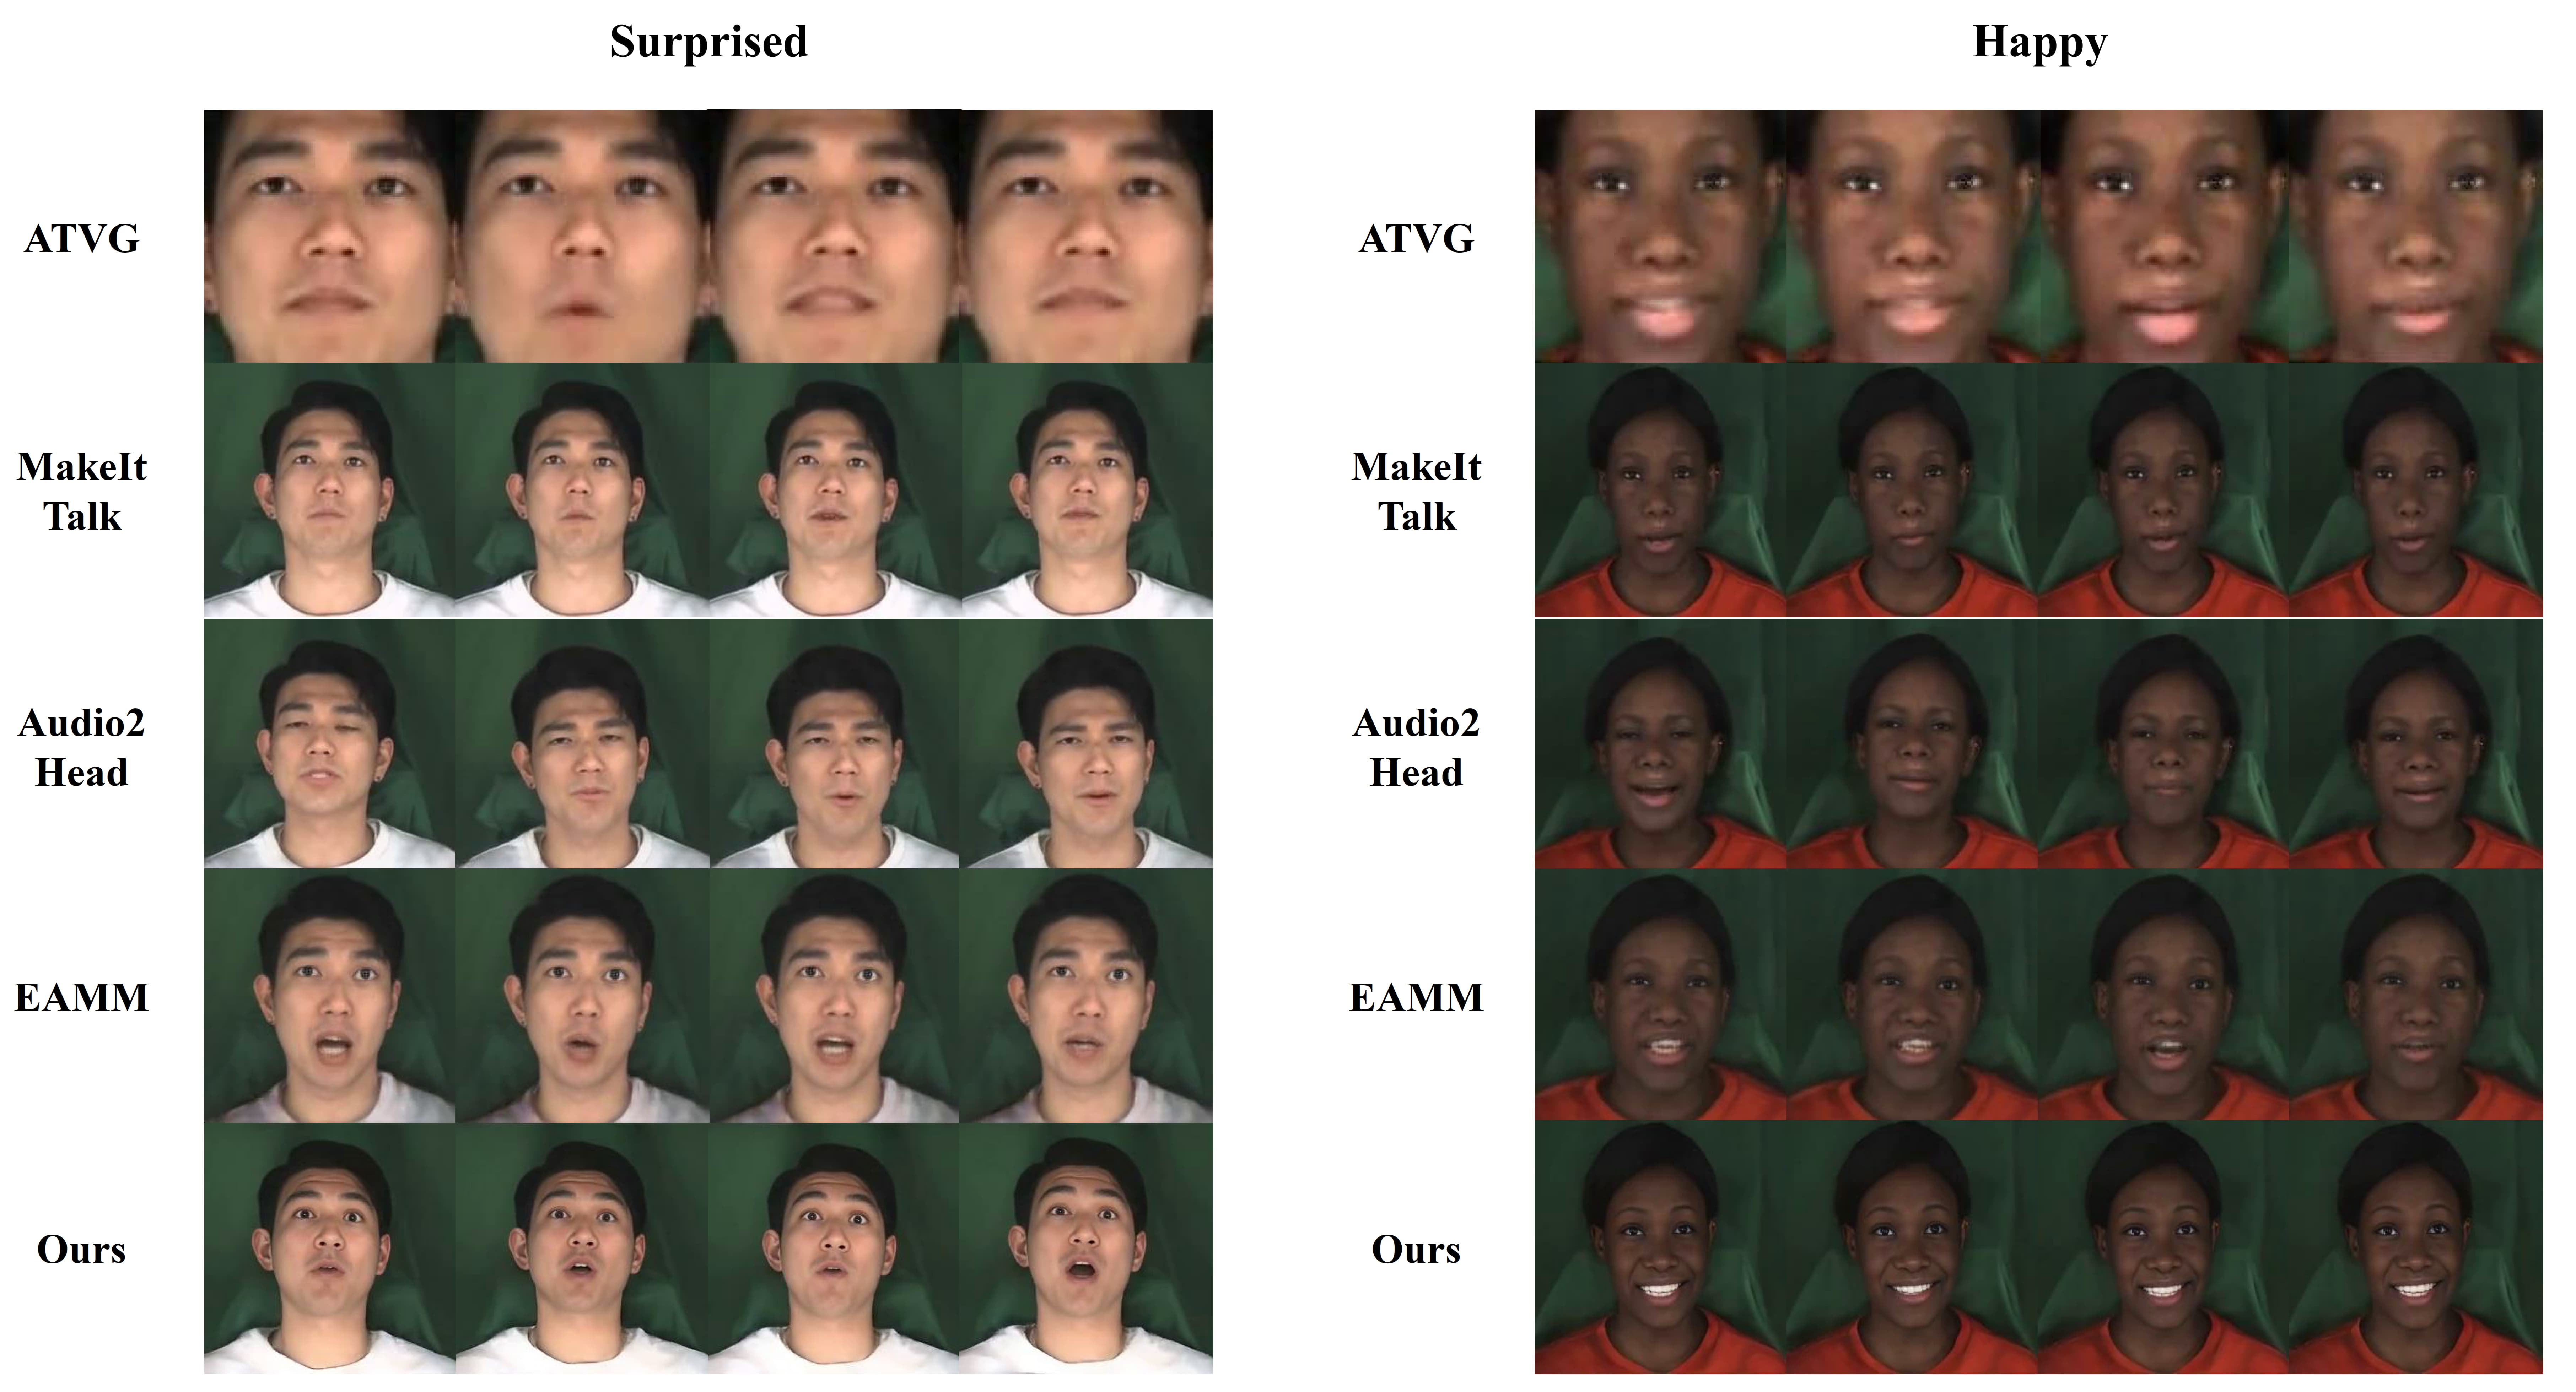 Surprised
ATVG
MakeIt
Talk
Audio2
Head
EAMM
Ours
Happy
ATVG
MakeIt
Talk
Audio2
Head
EAMM
Ours